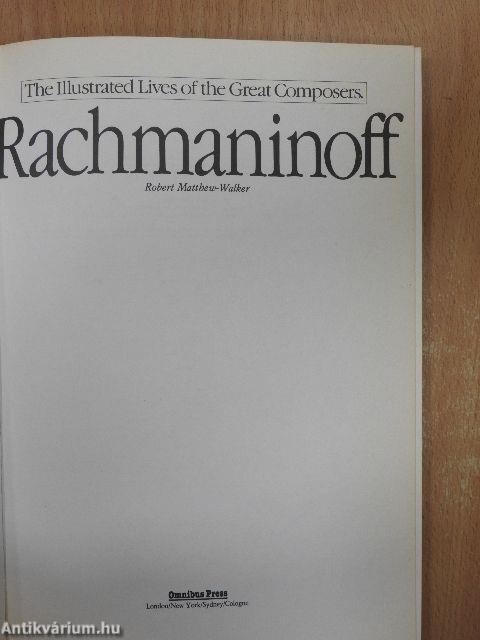 The Illustrated Lives of the Great Composers.
Rachmaninoff
Robert Matthew-Walker
Omnibus Press
London/New York/Sydney/Cologne
Antikvárium.hu